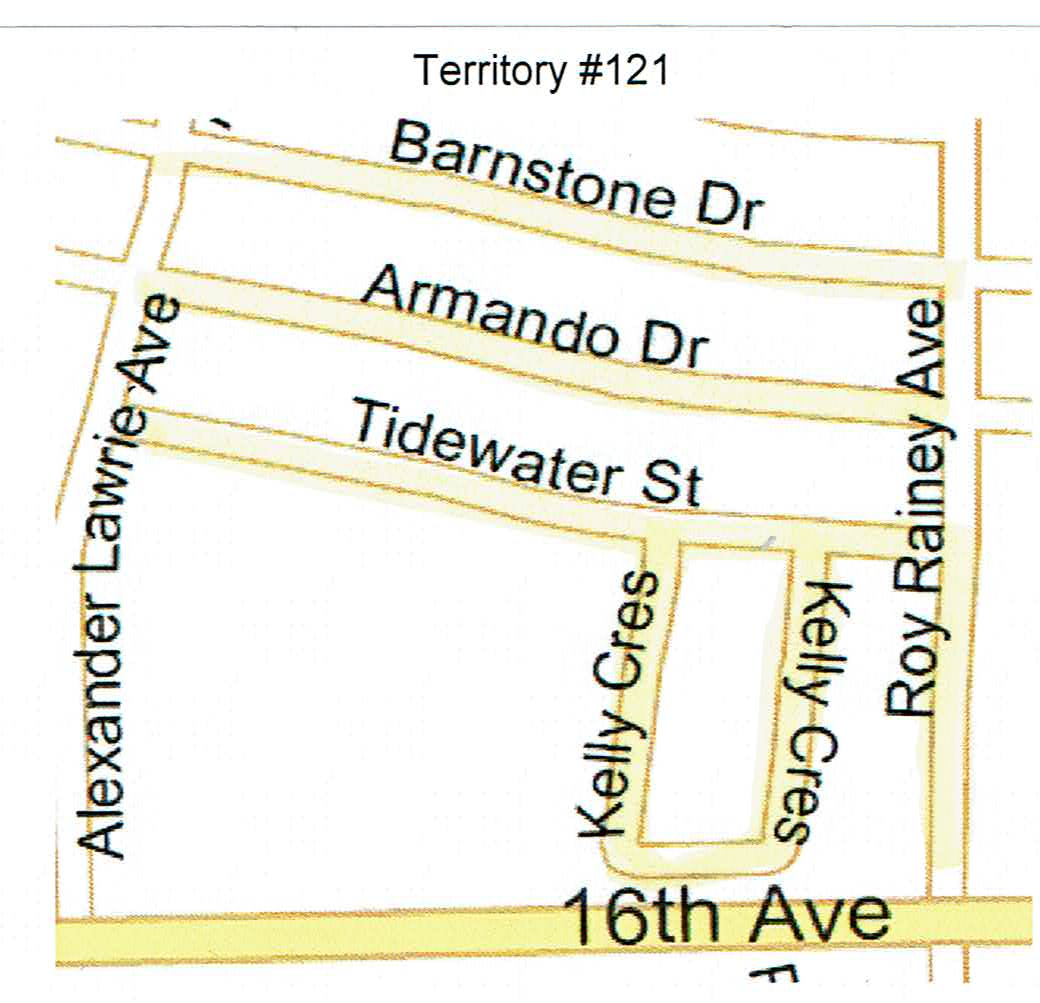 Territory #121
Barnstone Dr
Armando Dr
Tidewater St
Alexander Lawrie Ave
Roy Rainey Ave
Kelly Cres
Kelly Cres
16th Ave